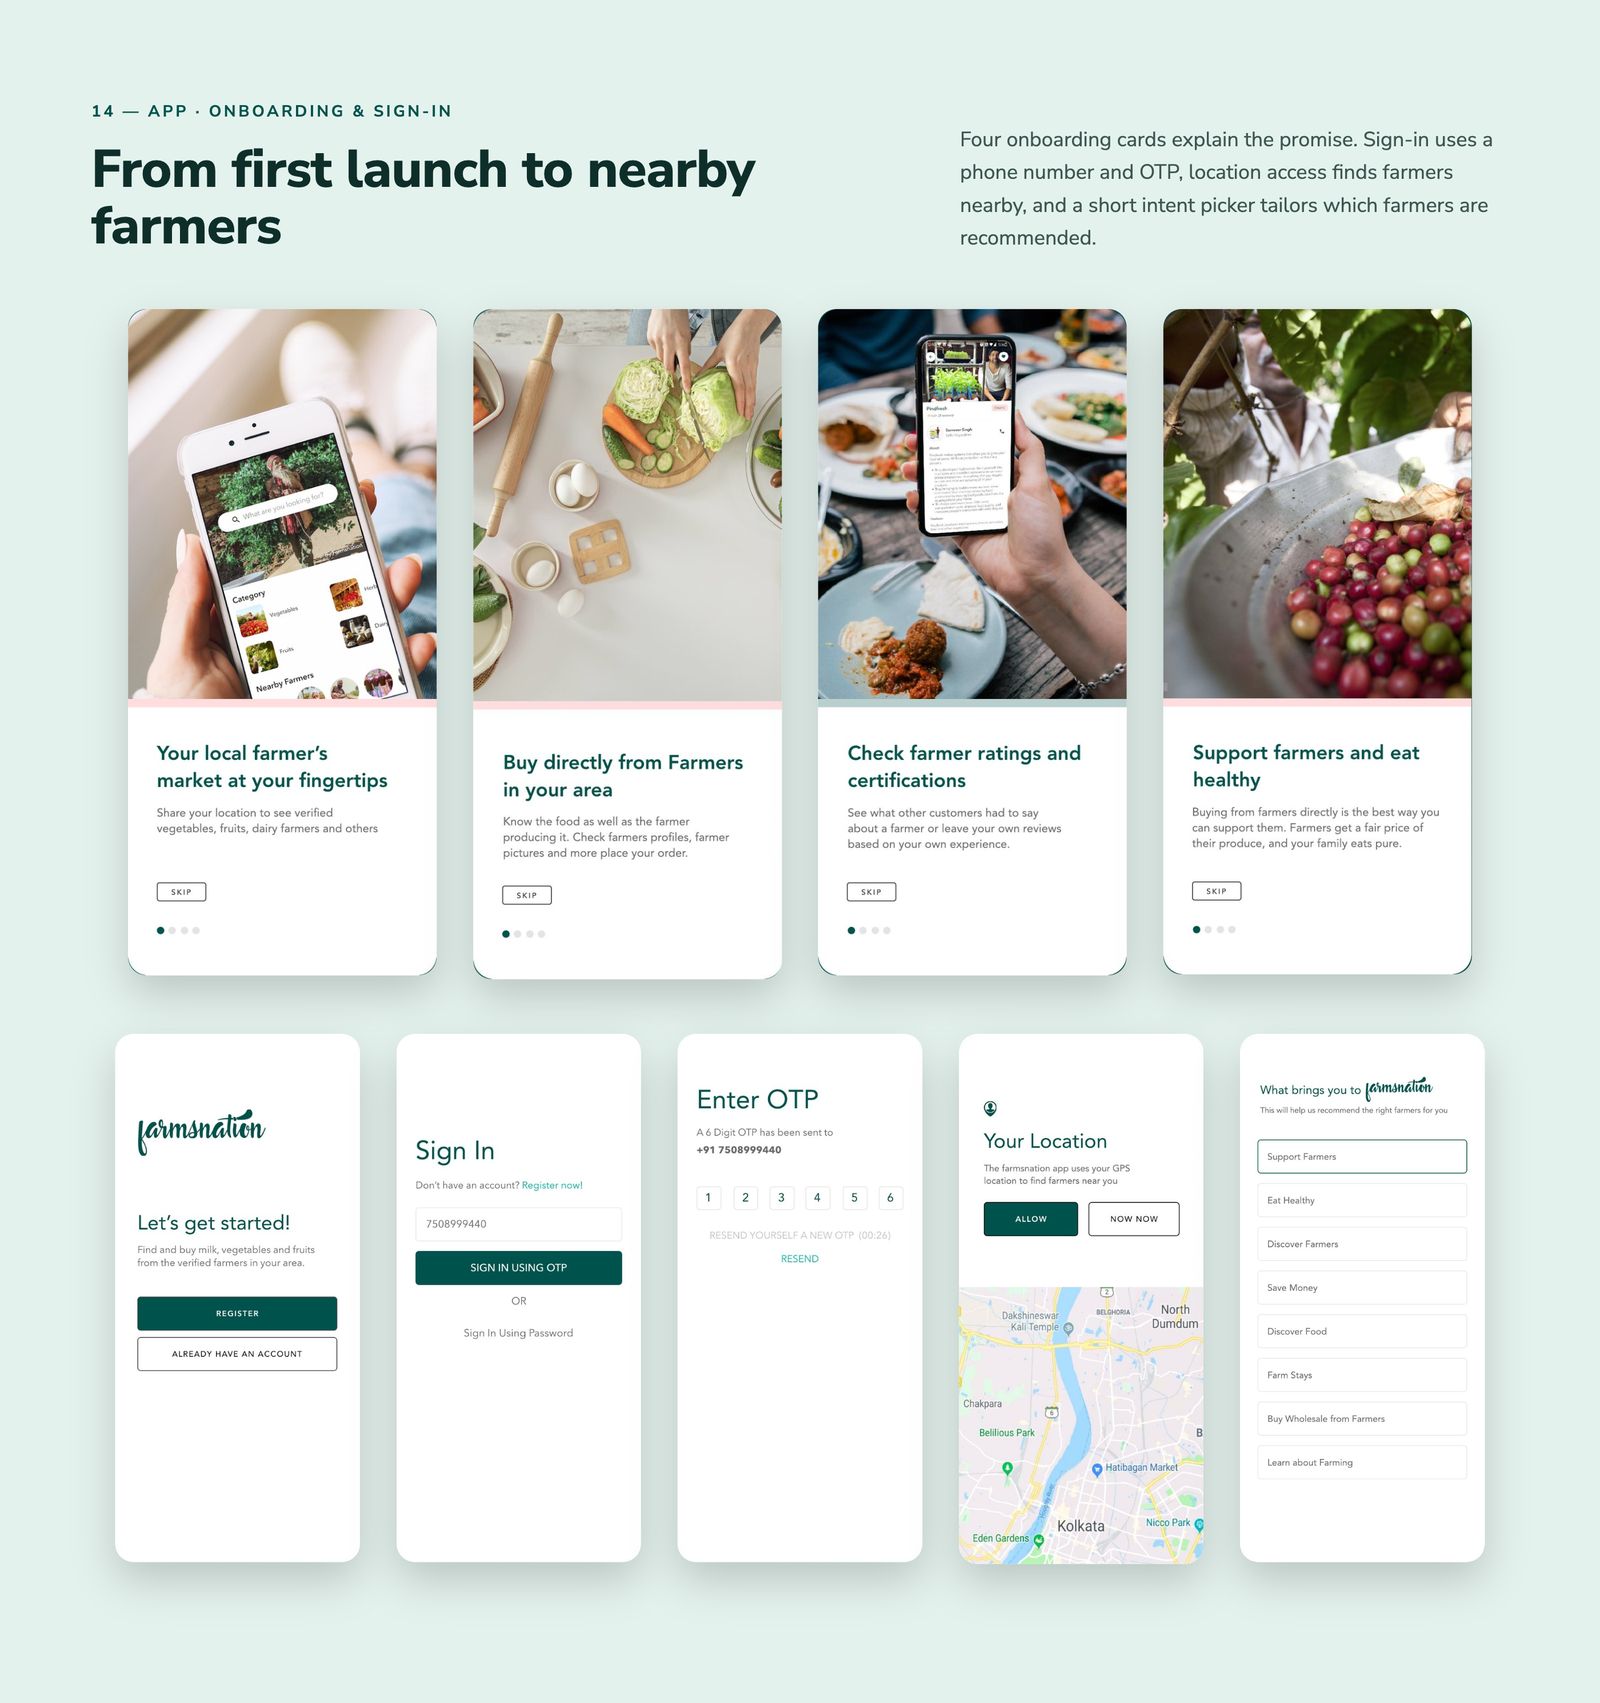 14 — APP · ONBOARDING & SIGN-IN
From first launch to nearby
farmers
Four onboarding cards explain the promise. Sign-in uses a
phone number and OTP, location access finds farmers
nearby, and a short intent picker tailors which farmers are
recommended.
What are you looking for?
Category
Vegetables
Fruits
Nearby Farmers
Your local farmer's
market at your fingertips
Share your location to see verified
vegetables, fruits, dairy farmers and others
SKIP
Buy directly from Farmers
in your area
Know the food as well as the farmer
producing it. Check farmers profiles, farmer
pictures and more place your order.
SKIP
Check farmer ratings and
certifications
See what other customers had to say
about a farmer or leave your own reviews
based on your own experience.
SKIP
Support farmers and eat
healthy
Buying from farmers directly is the best way you
can support them. Farmers get a fair price of
their produce, and your family eats pure.
SKIP
farmsnation
Let's get started!
Find and buy milk, vegetables and fruits
from the verified farmers in your area.
REGISTER
ALREADY HAVE AN ACCOUNT
Sign In
Don't have an account? Register now!
7508999440
SIGN IN USING OTP
OR
Sign In Using Password
Enter OTP
A 6 Digit OTP has been sent to
+91 7508999440
1 2 3 4 5 6
RESEND YOURSELF A NEW OTP (00.26)
RESEND
Your Location
The farmsnation app uses your GPS
location to find farmers near you
ALLOW
NOW NOW
2
BELGHORIA
North
Dumdum
Dakshineswar
Kali Temple
Chakpara
6
Belilious Park
B
Hatibagan Market
Kolkata
Nicco Park
Eden Gardens
What brings you to farmsnation
This will help us recommend the right farmers for you
Support Farmers
Eat Healthy
Discover Farmers
Save Money
Discover Food
Farm Stays
Buy Wholesale from Farmers
Learn about Farming